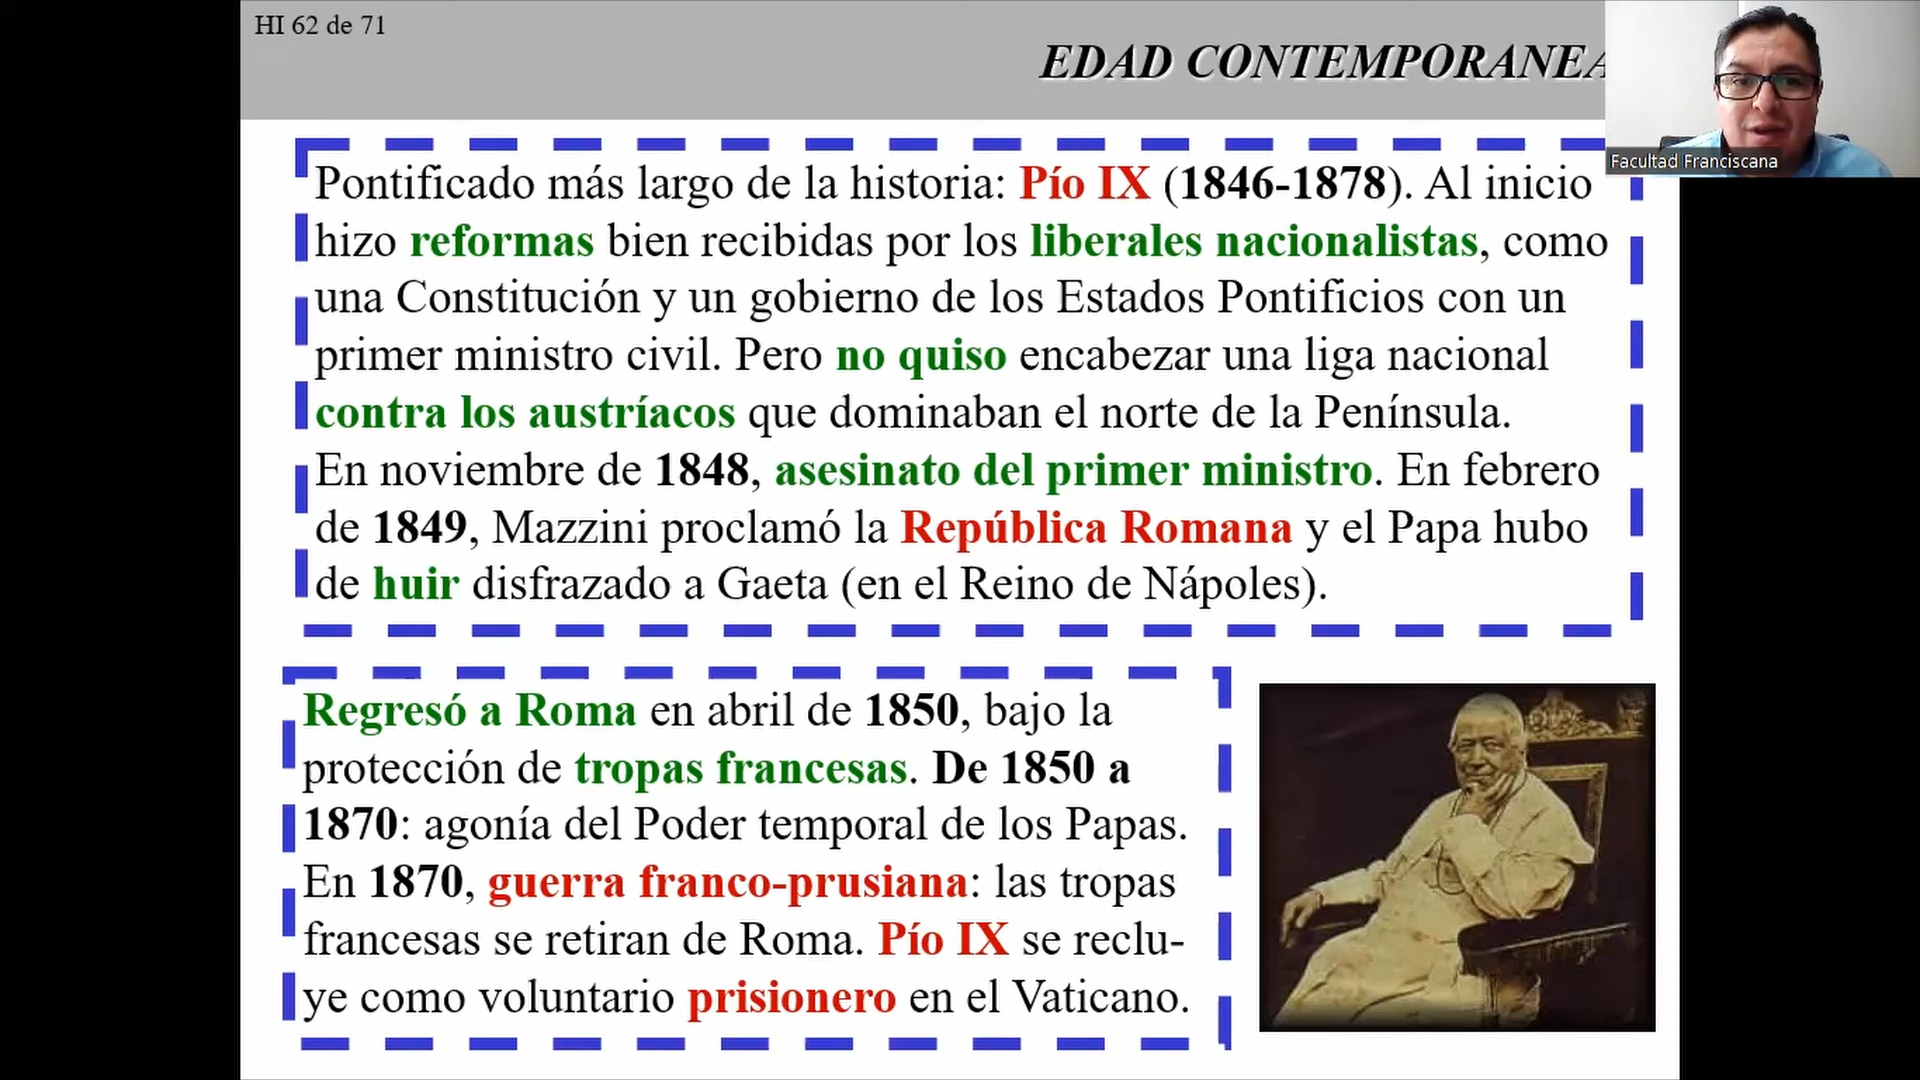 HI 62 de 71
EDAD CONTEMPORANEA
Facultad Franciscana
Pontificado más largo de la historia: Pío IX (1846-1878). Al inicio
hizo reformas bien recibidas por los liberales nacionalistas, como
una Constitución y un gobierno de los Estados Pontificios con un
primer ministro civil. Pero no quiso encabezar una liga nacional
contra los austríacos que dominaban el norte de la Península.
En noviembre de 1848, asesinato del primer ministro. En febrero
de 1849, Mazzini proclamó la República Romana y el Papa hubo
de huir disfrazado a Gaeta (en el Reino de Nápoles).
Regresó a Roma en abril de 1850, bajo la
protección de tropas francesas. De 1850 a
1870: agonía del Poder temporal de los Papas.
En 1870, guerra franco-prusiana: las tropas
francesas se retiran de Roma. Pío IX se reclu-
ye como voluntario prisionero en el Vaticano.